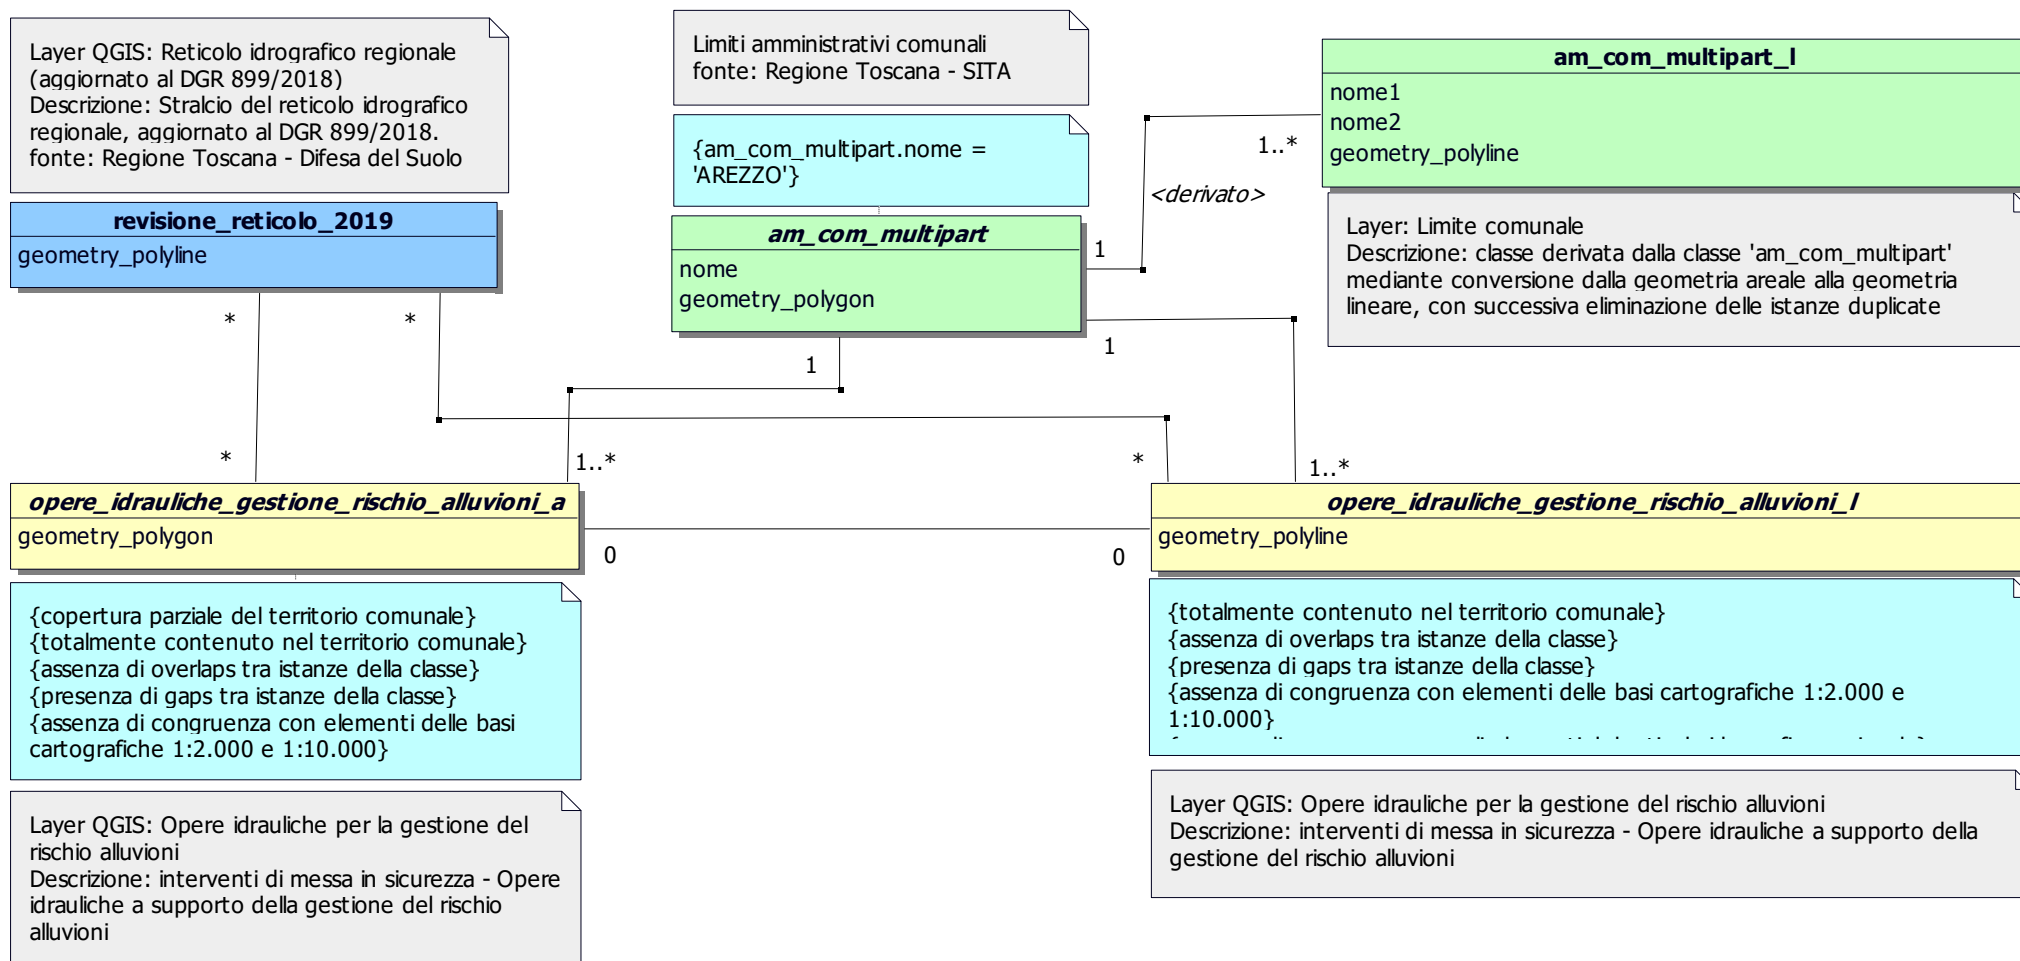 Layer QGIS: Reticolo idrografico regionale
(aggiornato al DGR 899/2018)
Descrizione: Stralcio del reticolo idrografico
regionale, aggiornato al DGR 899/2018.
fonte: Regione Toscana - Difesa del Suolo
Limiti amministrativi comunali
fonte: Regione Toscana - SITA
{am_com_multipart.nome =
'AREZZO'}
am_com_multipart_l
nome1
nome2
geometry_polyline
1..*
<derivato>
Layer: Limite comunale
Descrizione: classe derivata dalla classe 'am_com_multipart'
mediante conversione dalla geometria areale alla geometria
lineare, con successiva eliminazione delle istanze duplicate
revisione_reticolo_2019
geometry_polyline
am_com_multipart
nome
geometry_polygon
1
1
1
*
*
*
1..*
*
1..*
opere_idrauliche_gestione_rischio_alluvioni_a
geometry_polygon
0
0
opere_idrauliche_gestione_rischio_alluvioni_l
geometry_polyline
{copertura parziale del territorio comunale}
{totalmente contenuto nel territorio comunale}
{assenza di overlaps tra istanze della classe}
{presenza di gaps tra istanze della classe}
{assenza di congruenza con elementi delle basi
cartografiche 1:2.000 e 1:10.000}
{totalmente contenuto nel territorio comunale}
{assenza di overlaps tra istanze della classe}
{presenza di gaps tra istanze della classe}
{assenza di congruenza con elementi delle basi cartografiche 1:2.000 e
1:10.000}
Layer QGIS: Opere idrauliche per la gestione del
rischio alluvioni
Descrizione: interventi di messa in sicurezza - Opere
idrauliche a supporto della gestione del rischio
alluvioni
Layer QGIS: Opere idrauliche per la gestione del rischio alluvioni
Descrizione: interventi di messa in sicurezza - Opere idrauliche a supporto della
gestione del rischio alluvioni